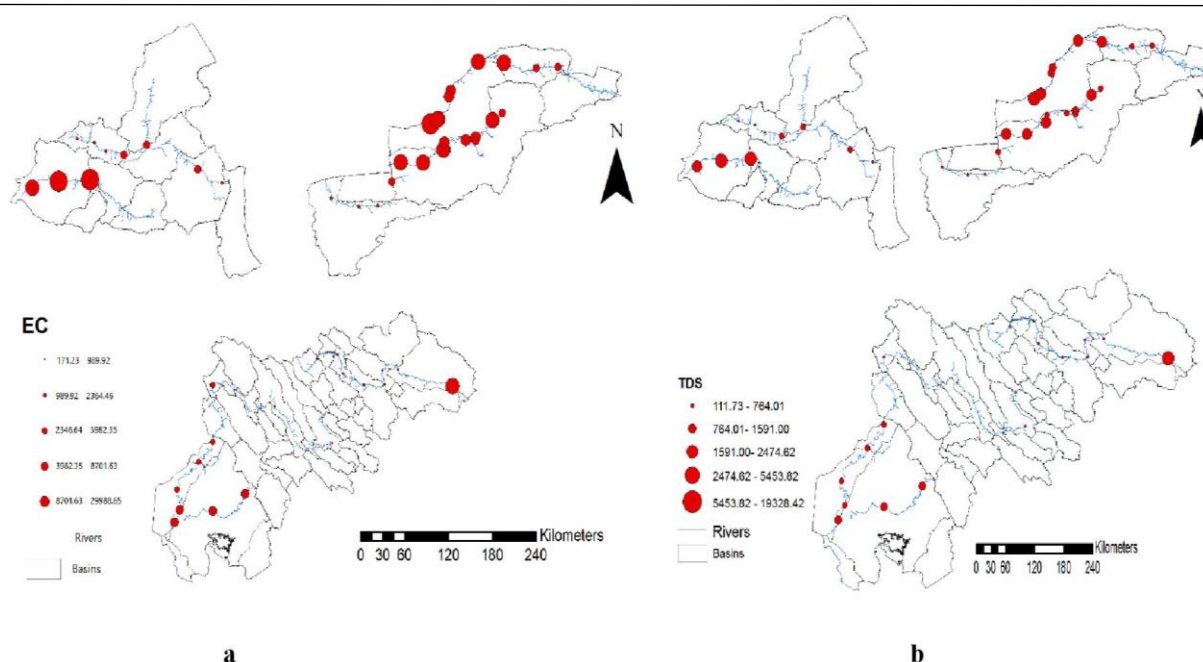 N
EC
171.23 989.92
989.92 2364.46
2346.64 3982.35
3982.35 8701.63
8701.63 29988.65
Rivers
Basins
Kilometers
0 30 60 120 180 240
a
TDS
111.73 - 764.01
764.01 - 1591.00
1591.00 - 2474.62
2474.62 - 5453.82
5453.82 - 19328.42
Rivers
Basins
Kilometers
0 30 60 120 180 240
b